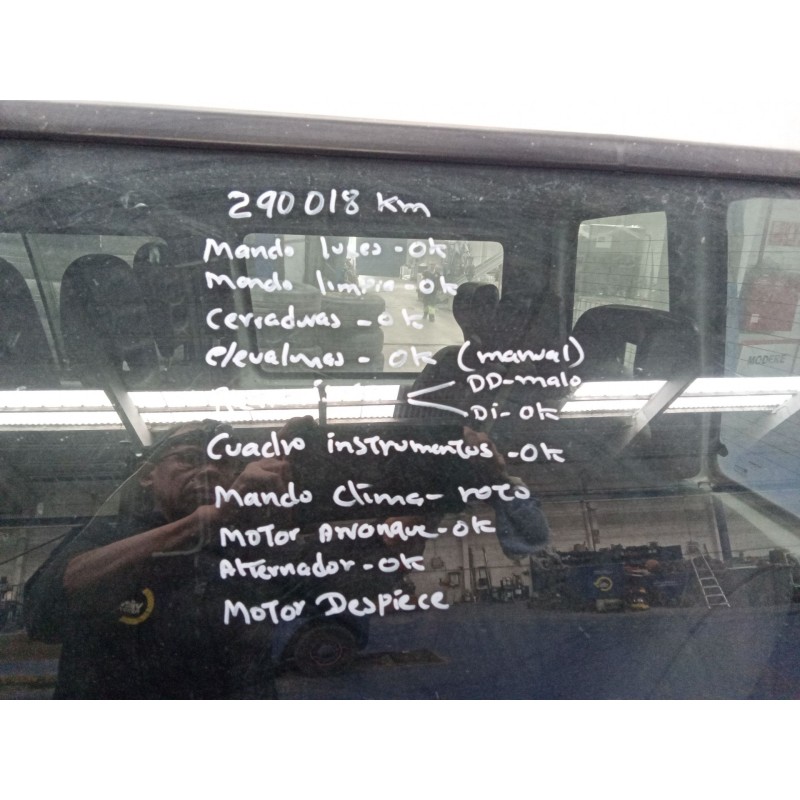 290018 km
Mando luces - ok
Mando limpia - ok
Cerraduras - ok
elevalunas - ok (manual)
DD-malo
Di-ok
Cuadro instrumentos - ok
Mando clima - roto
Motor Arranque - ok
Alternador - ok
Motor Despiece